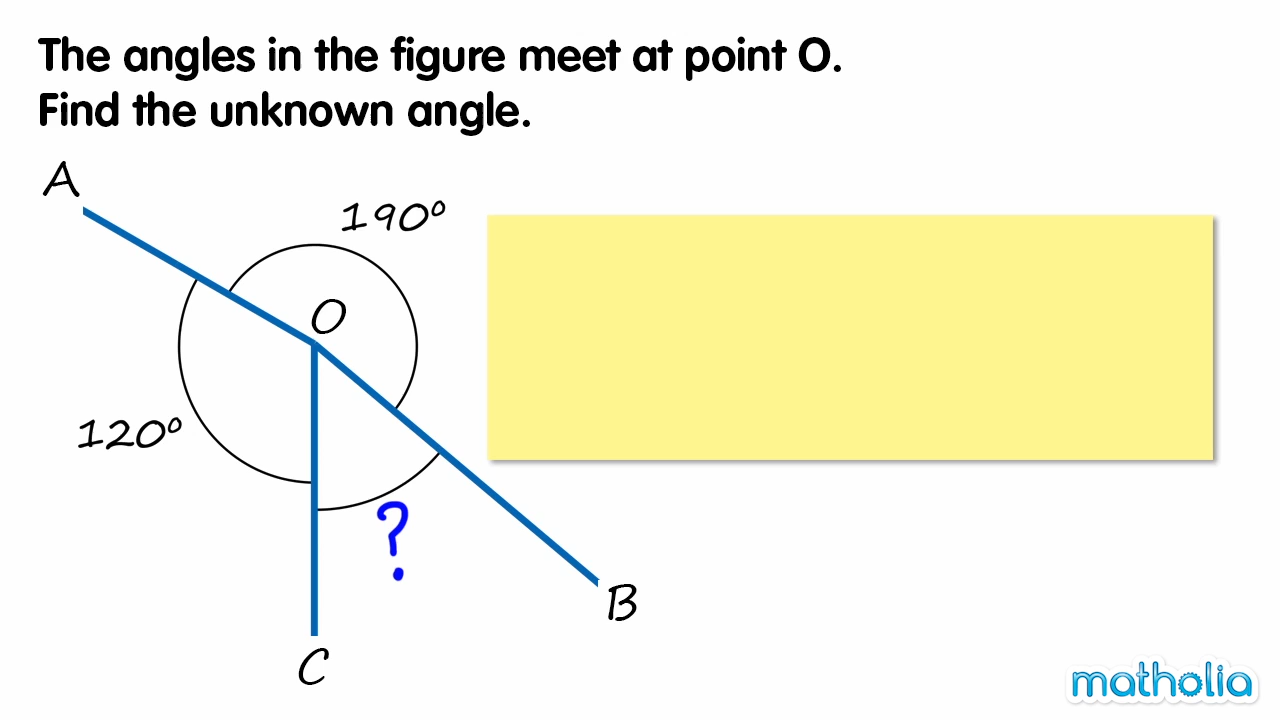 The angles in the figure meet at point O.
Find the unknown angle.
A
190°
O
120°
?
B
C
matholia